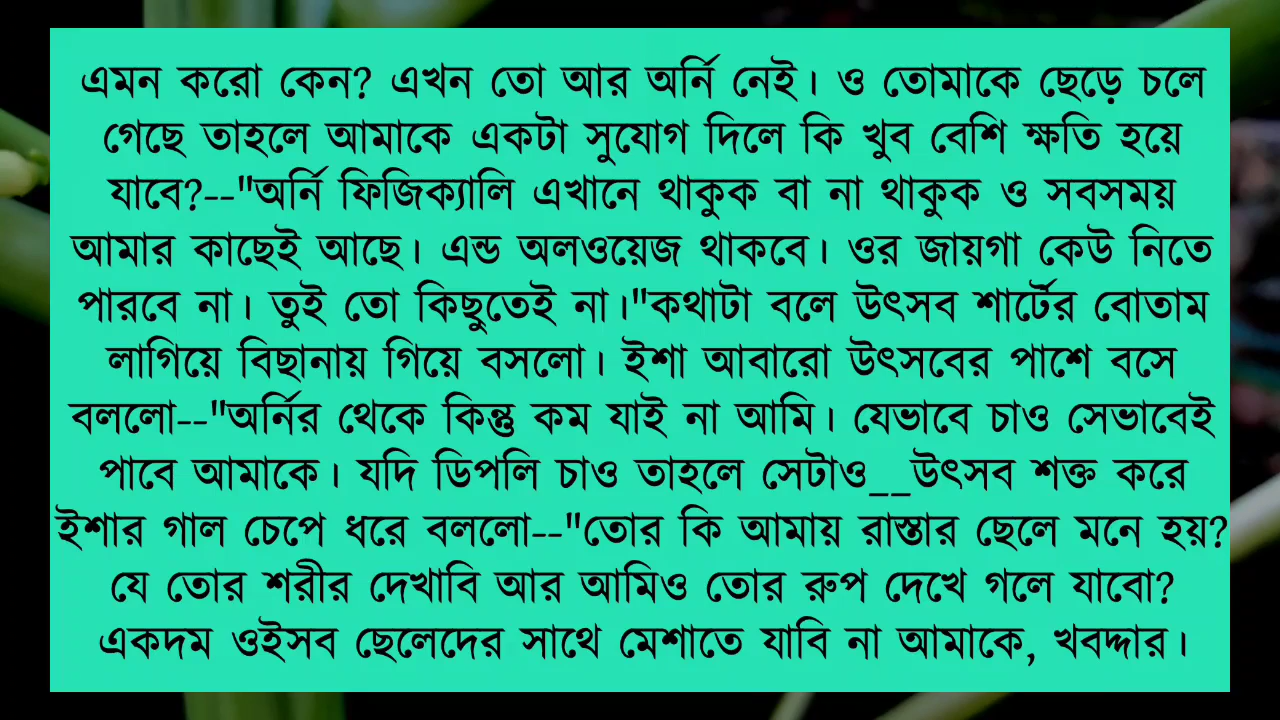 এমন করো কেন? এখন তো আর অর্নি নেই। ও তোমাকে ছেড়ে চলে
গেছে তাহলে আমাকে একটা সুযোগ দিলে কি খুব বেশি ক্ষতি হয়ে
যাবে?--"অর্নি ফিজিক্যালি এখানে থাকুক বা না থাকুক ও সবসময়
আমার কাছেই আছে। এন্ড অলওয়েজ থাকবে। ওর জায়গা কেউ নিতে
পারবে না। তুই তো কিছুতেই না।"কথাটা বলে উৎসব শার্টের বোতাম
লাগিয়ে বিছানায় গিয়ে বসলো। ইশা আবারো উৎসবের পাশে বসে
বললো--"অর্নির থেকে কিন্তু কম যাই না আমি। যেভাবে চাও সেভাবেই
পাবে আমাকে। যদি ডিপলি চাও তাহলে সেটাও__উৎসব শক্ত করে
ইশার গাল চেপে ধরে বললো--"তোর কি আমায় রাস্তার ছেলে মনে হয়?
যে তোর শরীর দেখাবি আর আমিও তোর রুপ দেখে গলে যাবো?
একদম ওইসব ছেলেদের সাথে মেশাতে যাবি না আমাকে, খবদ্দার।